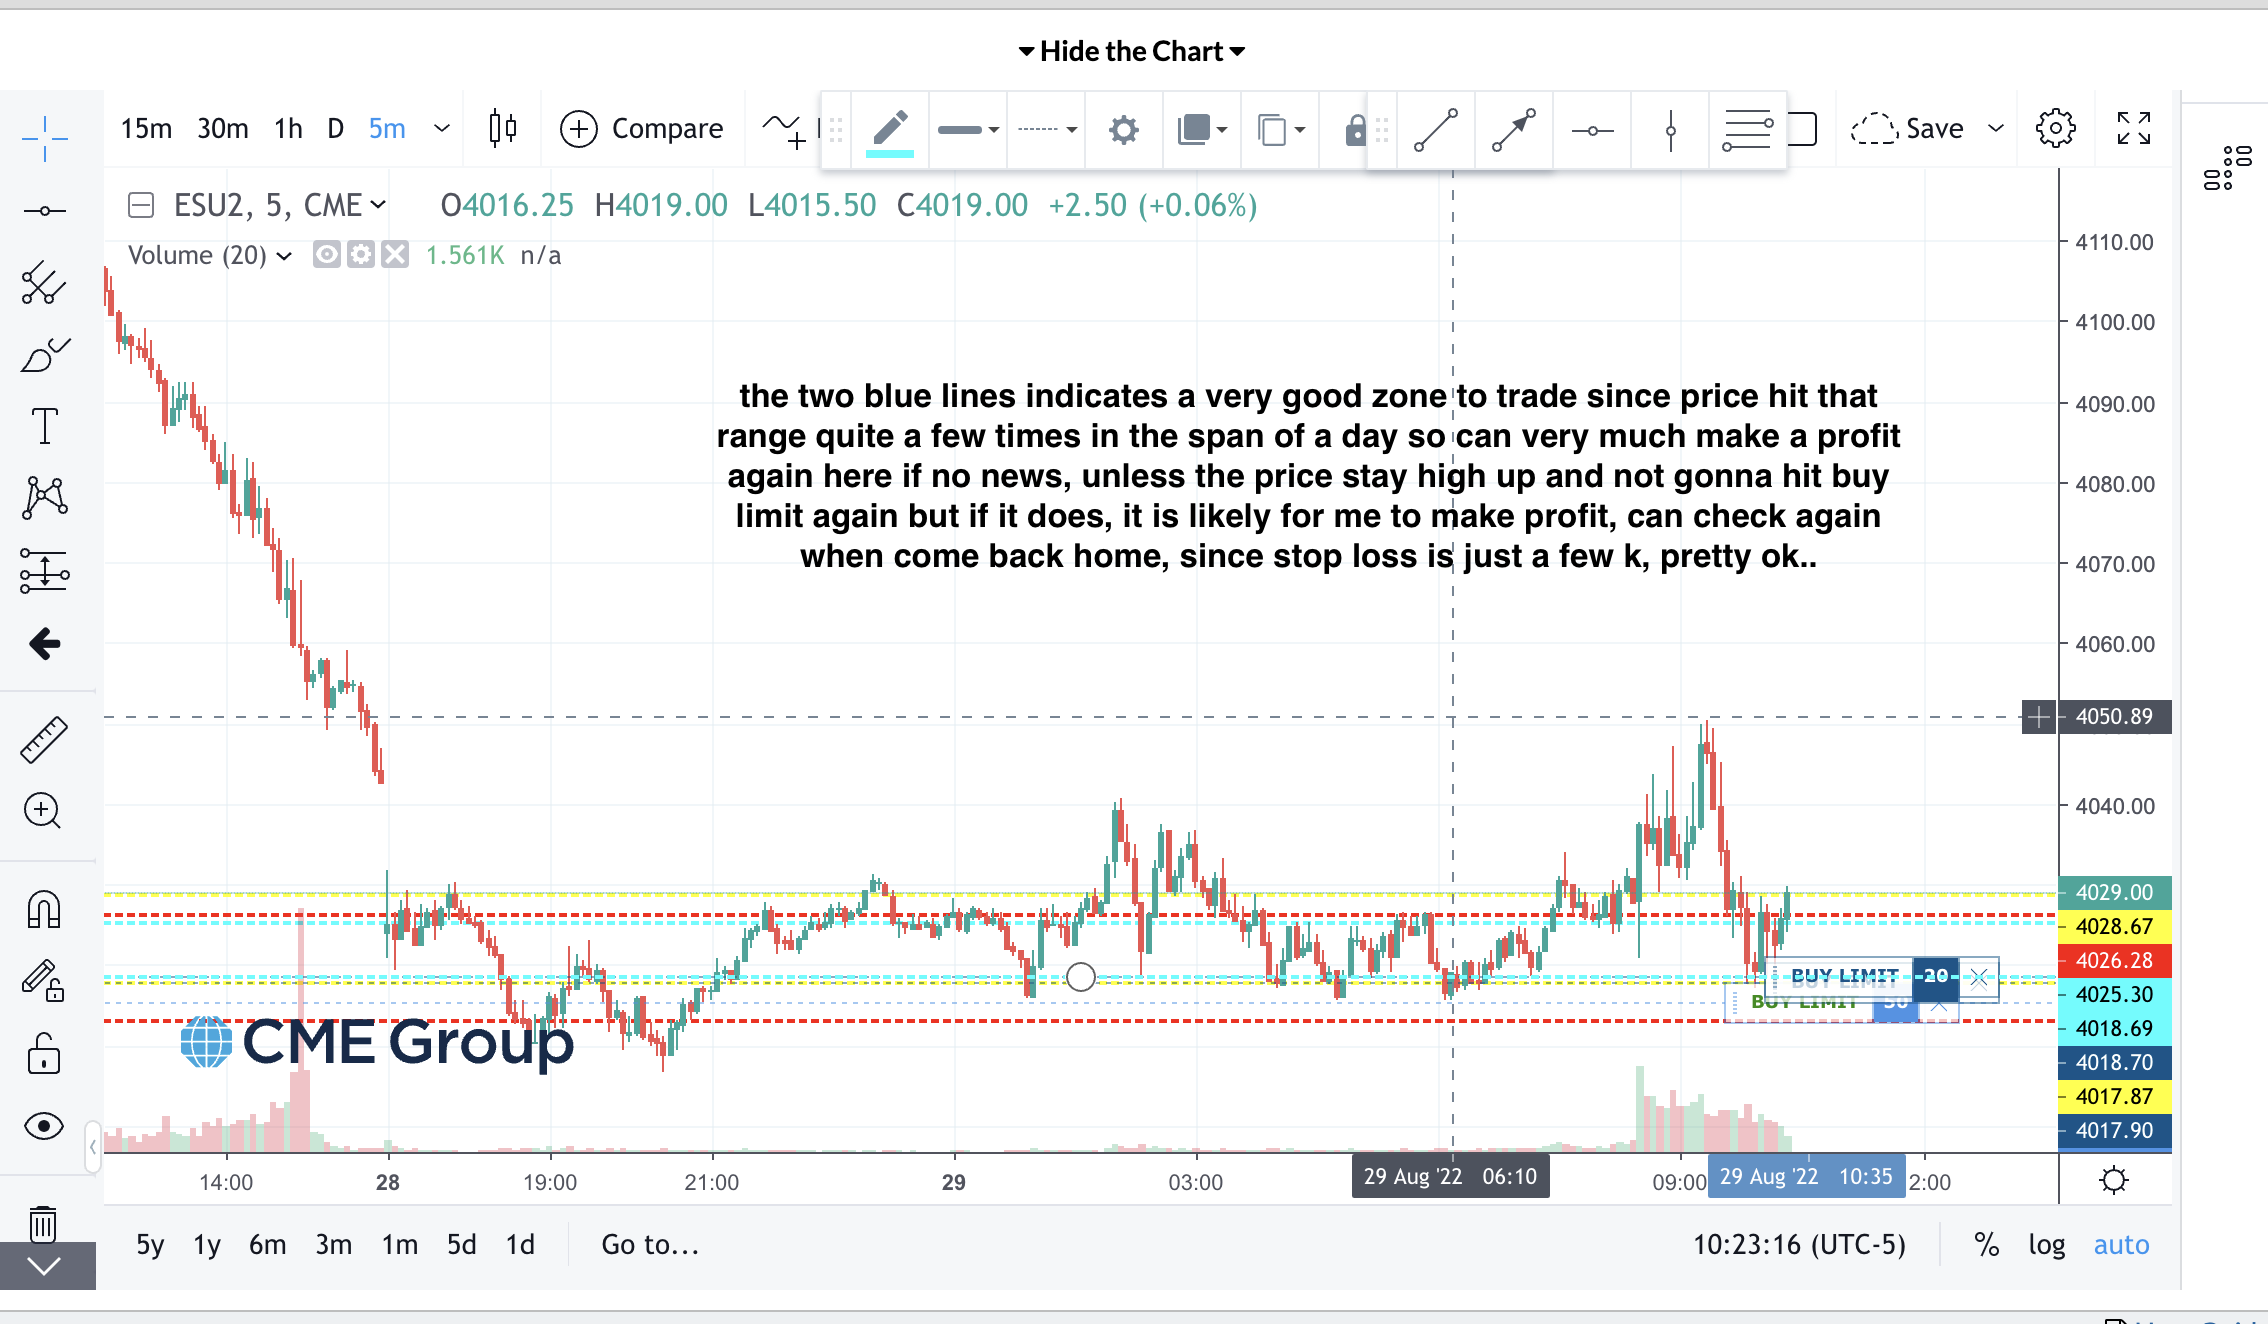 Hide the Chart
15m 30m 1h D 5m Compare Save
ESU2, 5, CME O4016.25 H4019.00 L4015.50 C4019.00 +2.50 (+0.06%)
Volume (20) 1.561K n/a
the two blue lines indicates a very good zone to trade since price hit that
range quite a few times in the span of a day so can very much make a profit
again here if no news, unless the price stay high up and not gonna hit buy
limit again but if it does, it is likely for me to make profit, can check again
when come back home, since stop loss is just a few k, pretty ok..
4110.00
4100.00
4090.00
4080.00
4070.00
4060.00
4050.89
4040.00
4029.00
4028.67
4026.28
4025.30
4018.69
4018.70
4017.87
4017.90
BUY LIMIT 20
BUY LIMIT
CME Group
14:00 28 19:00 21:00 29 03:00 29 Aug '22 06:10 09:00 29 Aug '22 10:35 2:00
5y 1y 6m 3m 1m 5d 1d Go to... 10:23:16 (UTC-5) % log auto